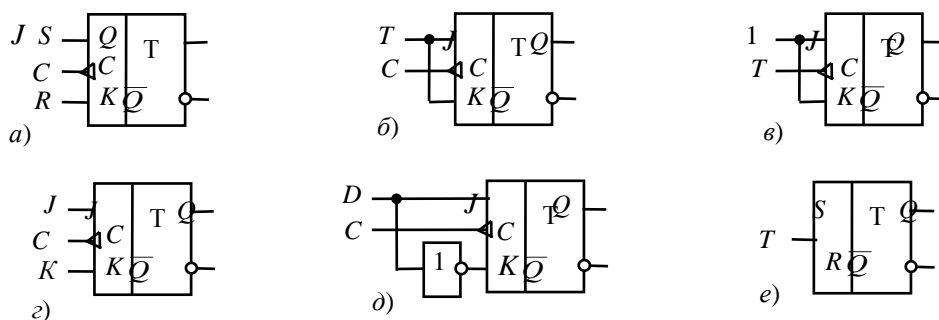 J S Q T
C C
R K Q̅
а)
T J T Q
C C
K Q̅
б)
1 J T Q
T C
K Q̅
в)
J J T Q
C C
К K Q̅
г)
D J T Q
C C
1 K Q̅
д)
S T Q
T
R Q̅
е)